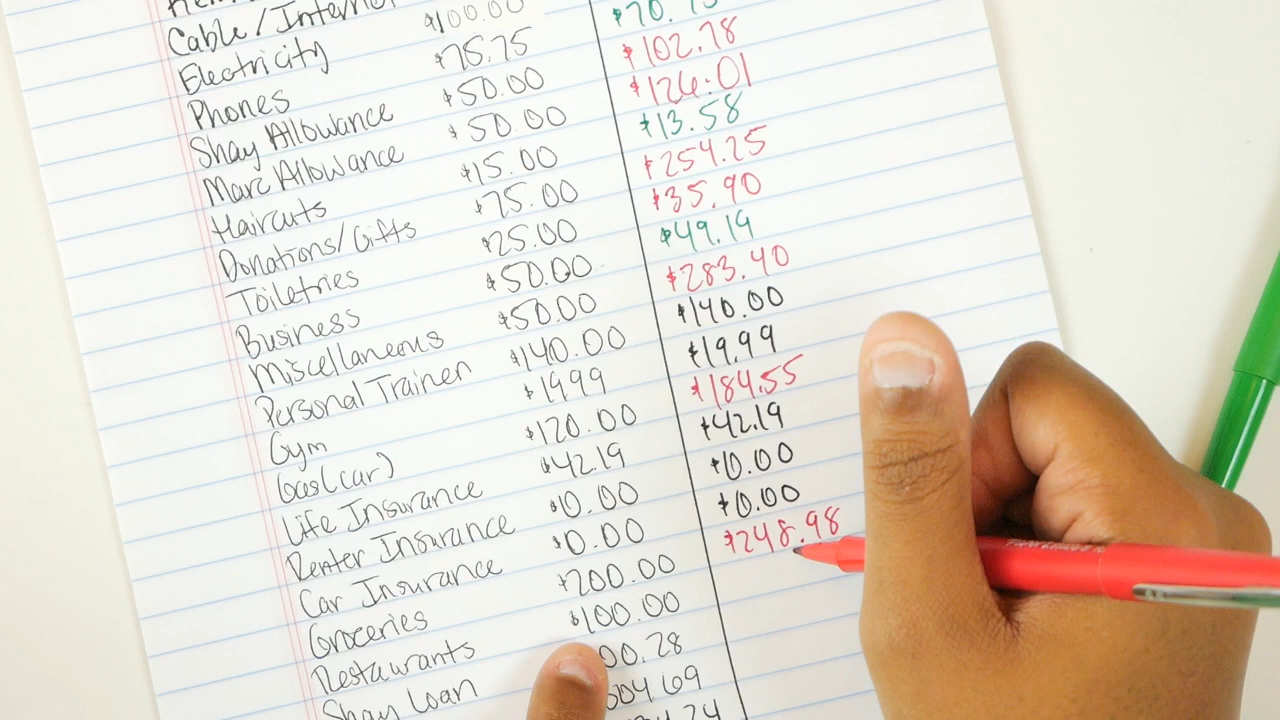 Cable/Internet
Electricity $100.00
Phones $75.75
Shay Allowance $50.00 $102.78
Marc Allowance $50.00 $126.01
Haircuts $15.00 $13.58
Donations/Gifts $75.00 $254.25
Toiletries $25.00 $35.90
Business $50.00 $49.19
Miscellaneous $50.00 $283.40
Personal Trainer $140.00 $140.00
Gym $19.99 $19.99
Gas(car) $120.00 $184.55
Life Insurance $42.19 $42.19
Renter Insurance $0.00 $0.00
Car Insurance $0.00 $0.00
Groceries $200.00 $248.98
Restaurants $100.00
Shay Loan 00.28